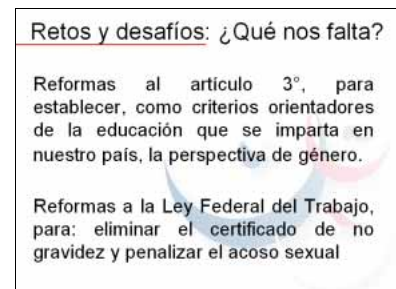 Retos y desafíos: ¿Qué nos falta?
Reformas al artículo 3°, para
establecer, como criterios orientadores
de la educación que se imparta en
nuestro país, la perspectiva de género.
Reformas a la Ley Federal del Trabajo,
para: eliminar el certificado de no
gravidez y penalizar el acoso sexual